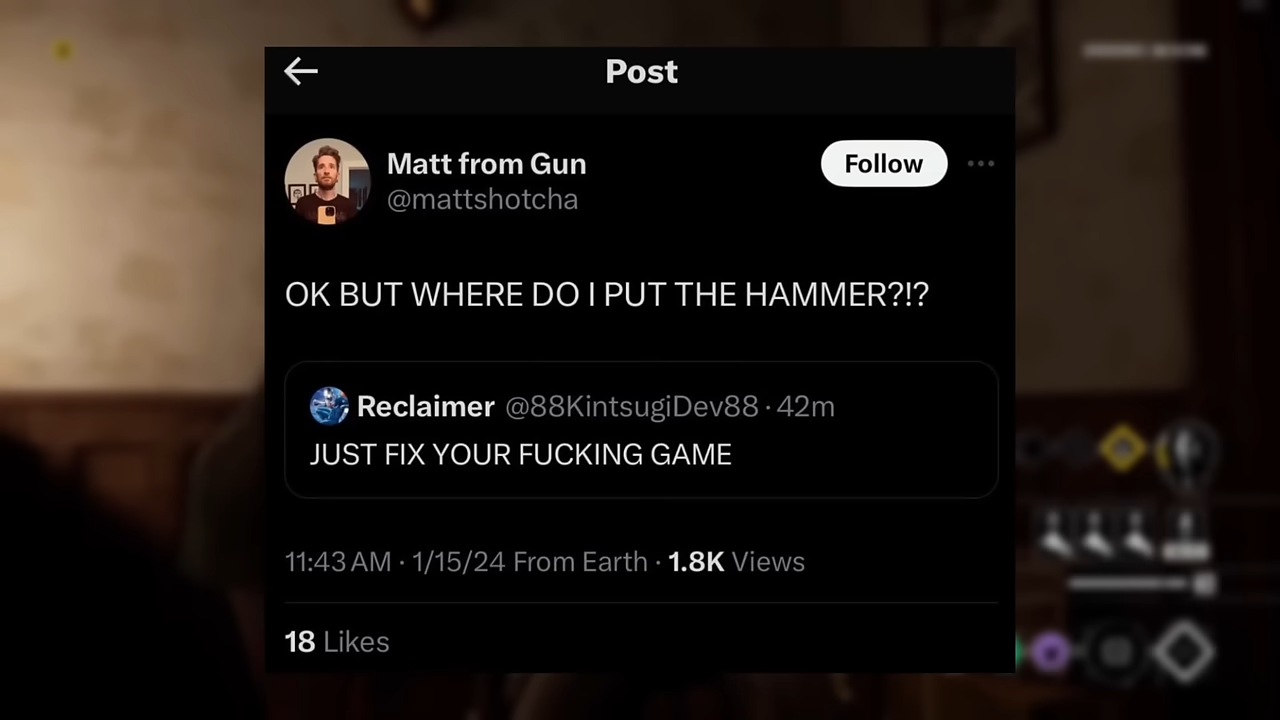 Post
Matt from Gun
@mattshotcha
Follow
OK BUT WHERE DO I PUT THE HAMMER?!?
Reclaimer @88KintsugiDev88 · 42m
JUST FIX YOUR FUCKING GAME
11:43 AM · 1/15/24 From Earth · 1.8K Views
18 Likes